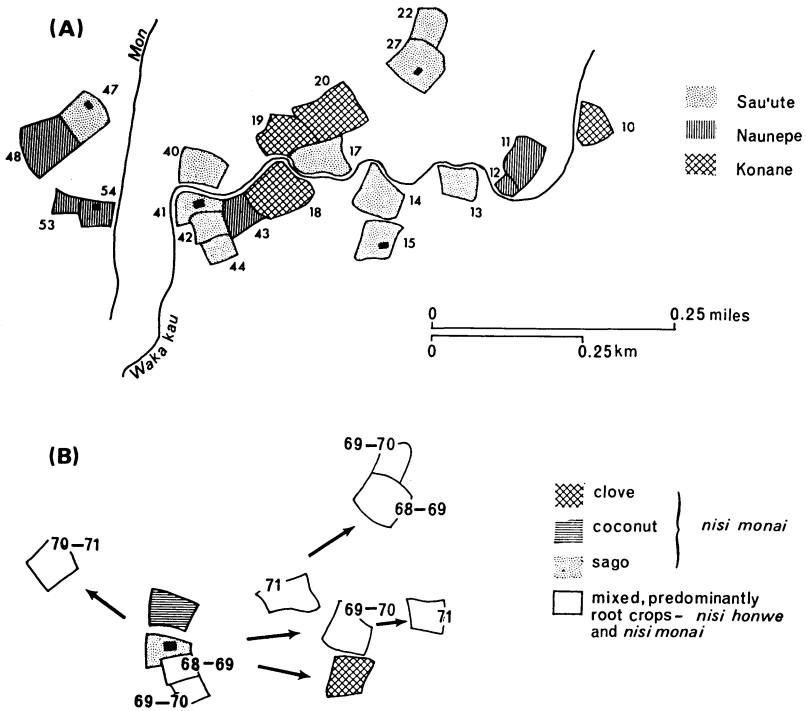 (A)
Mon
22
27
47
20
19
10
Sau'ute
11
Naunepe
17
48
40
12
Konane
54
41
14
13
53
42
43
18
15
44
0
0.25 miles
0
0.25 km
Waka kau
(B)
69–70
68–69
clove
coconut
nisi monai
sago
70–71
71
69–70
71
mixed, predominantly
root crops– nisi honwe
and nisi monai
68–69
69–70